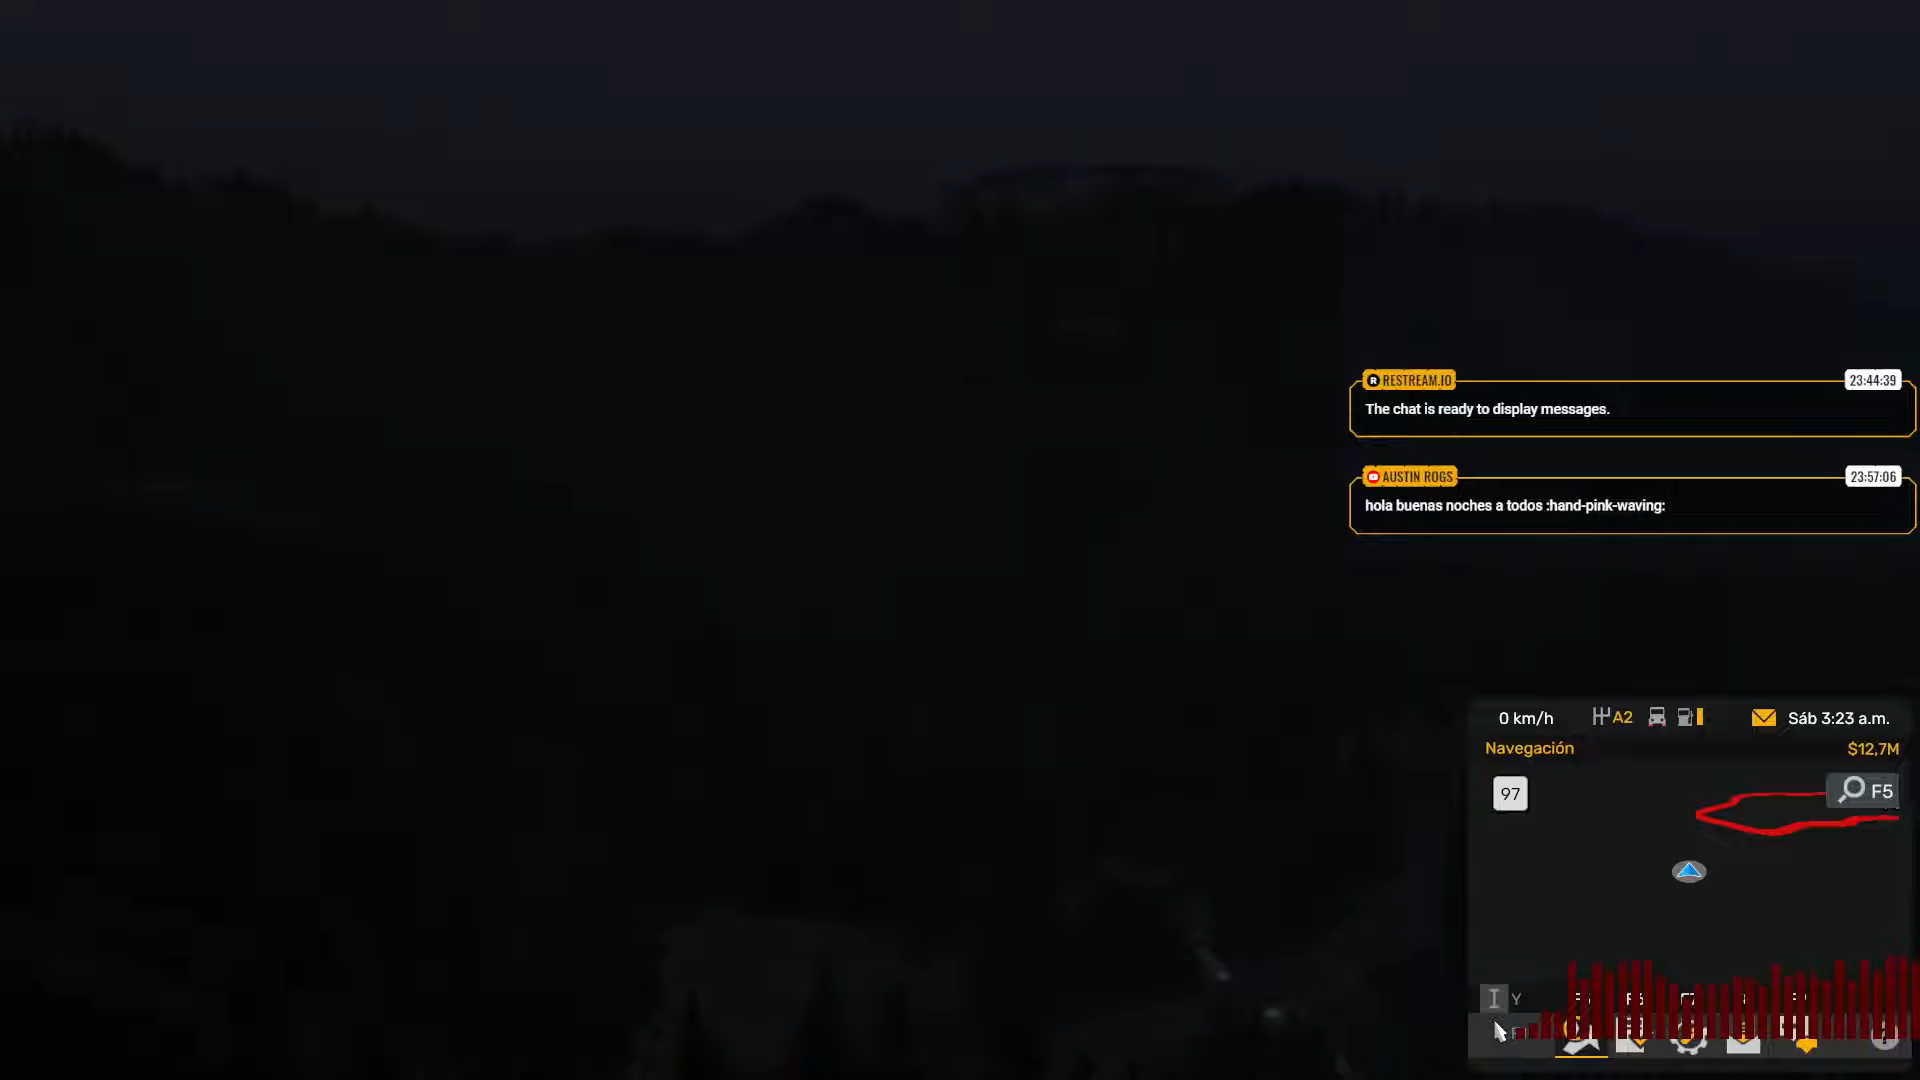 RESTREAM.IO
23:44:39
The chat is ready to display messages.
AUSTIN ROGS
23:57:06
hola buenas noches a todos :hand-pink-waving:
0 km/h
A2
Sáb 3:23 a.m.
Navegación
$12,7M
97
F5
Y